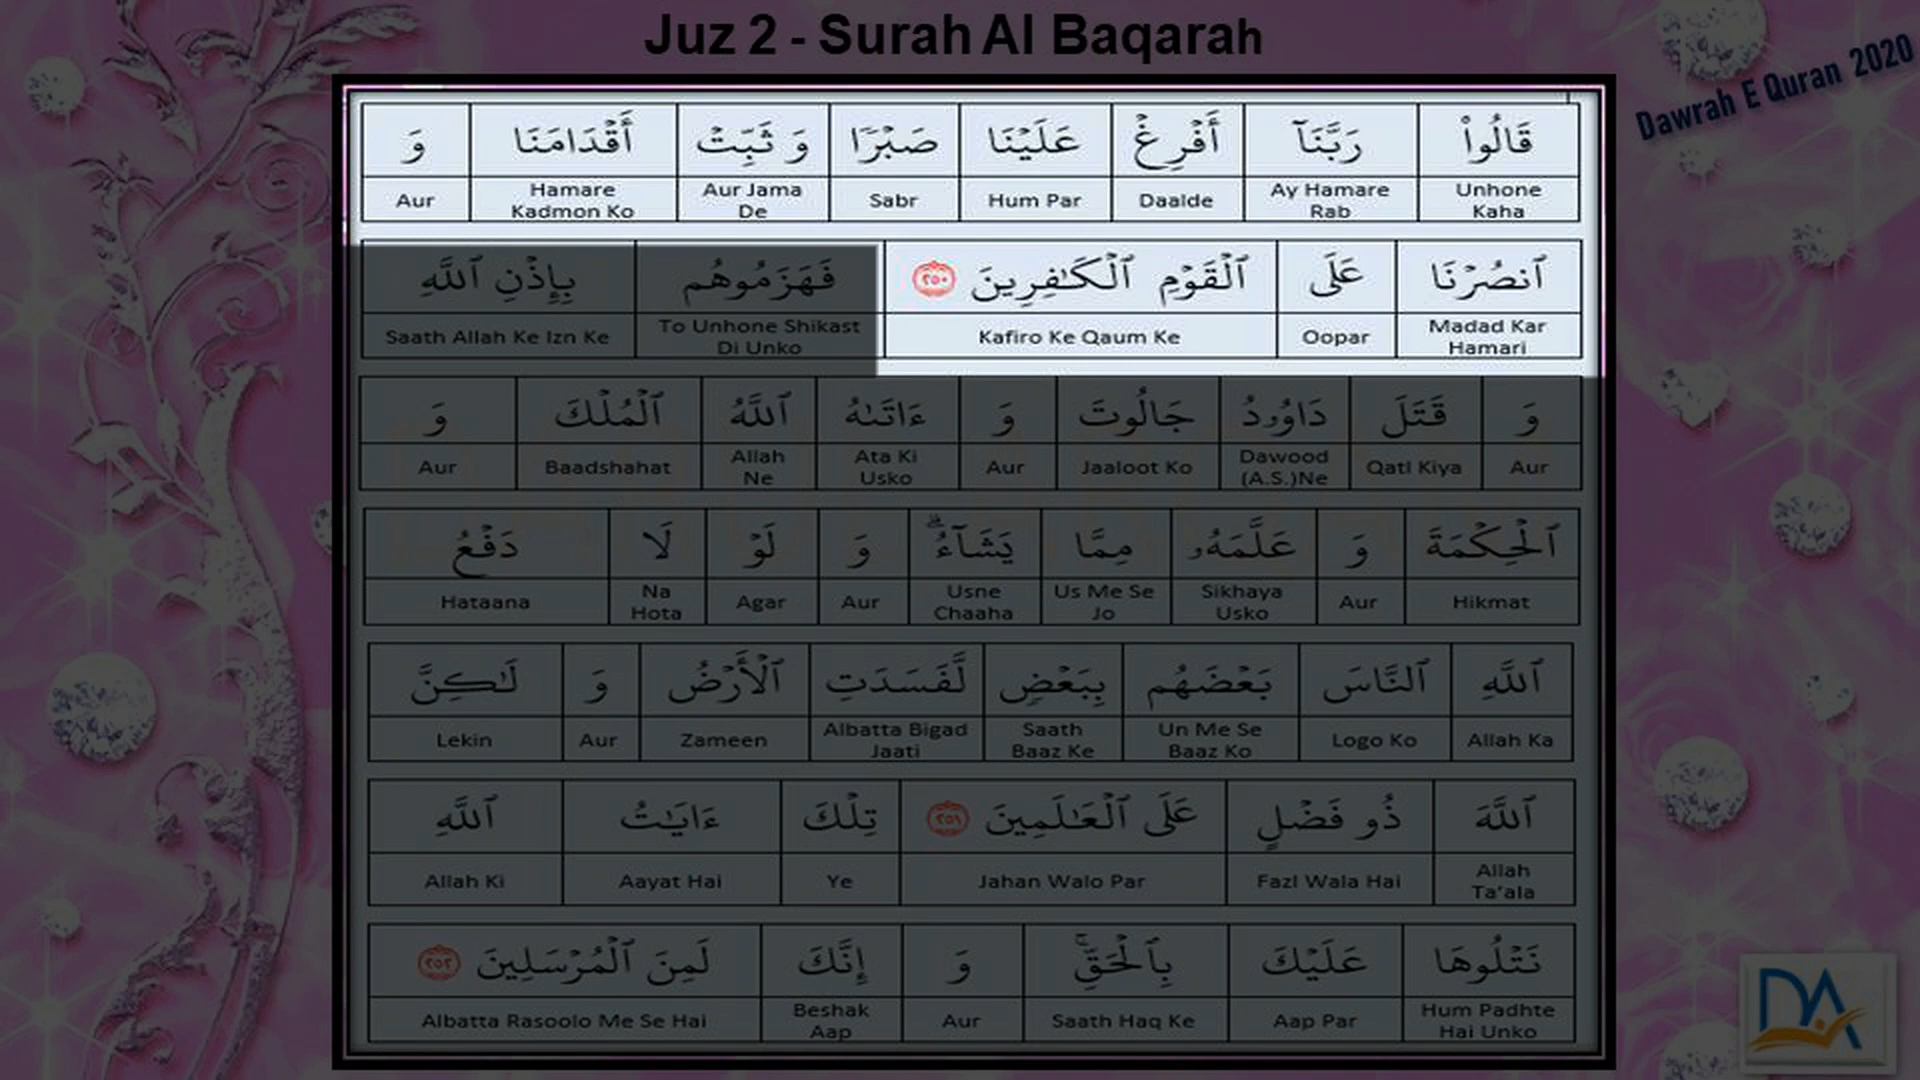 Juz 2 - Surah Al Baqarah
Dawrah E Quran 2020
قَالُوا۟ رَبَّنَآ أَفْرِغْ عَلَيْنَا صَبْرًا وَ ثَبِّتْ أَقْدَامَنَا وَ
Unhone Kaha Ay Hamare Rab Daalde Hum Par Sabr Aur Jama De Hamare Kadmon Ko Aur
ٱنصُرْنَا عَلَى ٱلْقَوْمِ ٱلْكَـٰفِرِينَ ٢٥٠ فَهَزَمُوهُم بِإِذْنِ ٱللَّهِ
Madad Kar Hamari Oopar Kafiro Ke Qaum Ke To Unhone Shikast Di Unko Saath Allah Ke Izn Ke
وَ قَتَلَ دَاوُۥدُ جَالُوتَ وَ ءَاتَىٰهُ ٱللَّهُ ٱلْمُلْكَ وَ
Aur Qatl Kiya Dawood (A.S.)Ne Jaaloot Ko Aur Ata Ki Usko Allah Ne Baadshahat Aur
ٱلْحِكْمَةَ وَ عَلَّمَهُۥ مِمَّا يَشَآءُ ۗ وَ لَوْ لَا دَفْعُ
Hikmat Aur Sikhaya Usko Us Me Se Jo Usne Chaaha Aur Agar Na Hota Hataana
ٱللَّهِ ٱلنَّاسَ بَعْضَهُم بِبَعْضٍ لَّفَسَدَتِ ٱلْأَرْضُ وَ لَـٰكِنَّ
Allah Ka Logo Ko Un Me Se Baaz Ko Saath Baaz Ke Albatta Bigad Jaati Zameen Aur Lekin
ٱللَّهَ ذُو فَضْلٍ عَلَى ٱلْعَـٰلَمِينَ ٢٥١ تِلْكَ ءَايَـٰتُ ٱللَّهِ
Allah Ta'ala Fazl Wala Hai Jahan Walo Par Ye Aayat Hai Allah Ki
نَتْلُوهَا عَلَيْكَ بِٱلْحَقِّ ۚ وَ إِنَّكَ لَمِنَ ٱلْمُرْسَلِينَ ٢٥٢
Hum Padhte Hai Unko Aap Par Saath Haq Ke Aur Beshak Aap Albatta Rasoolo Me Se Hai
DA